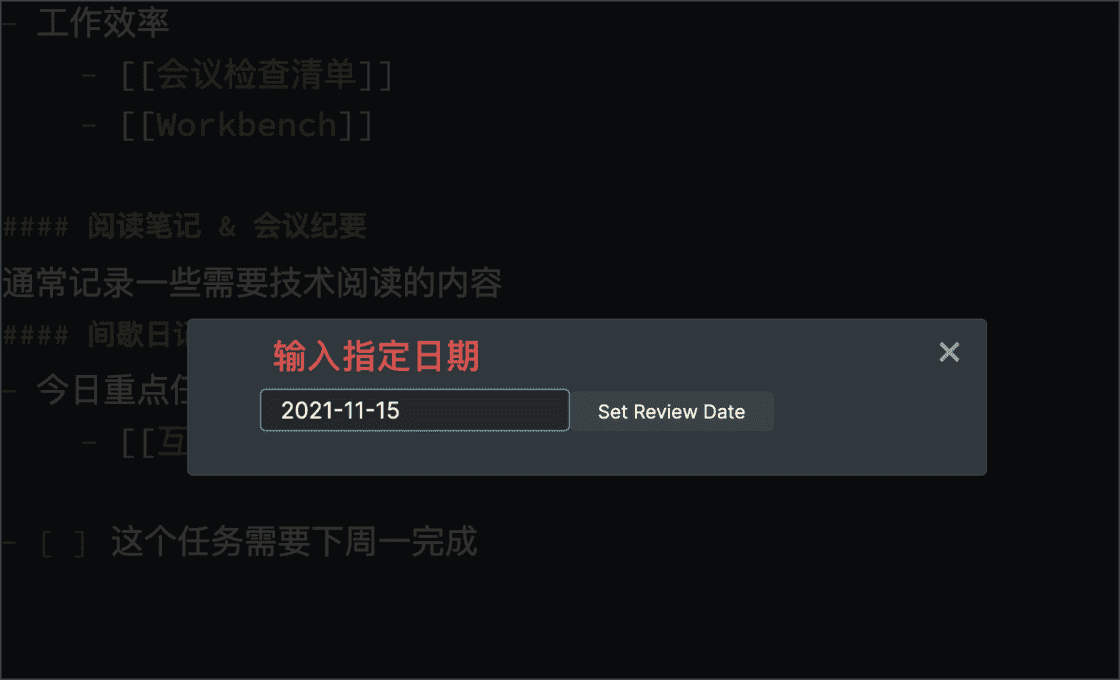 - 工作效率
- [[会议检查清单]]
- [[Workbench]]
#### 阅读笔记 & 会议纪要
通常记录一些需要技术阅读的内容
#### 间歇日记
- 今日重点任
- [[互
输入指定日期
2021-11-15 Set Review Date
- [ ] 这个任务需要下周一完成